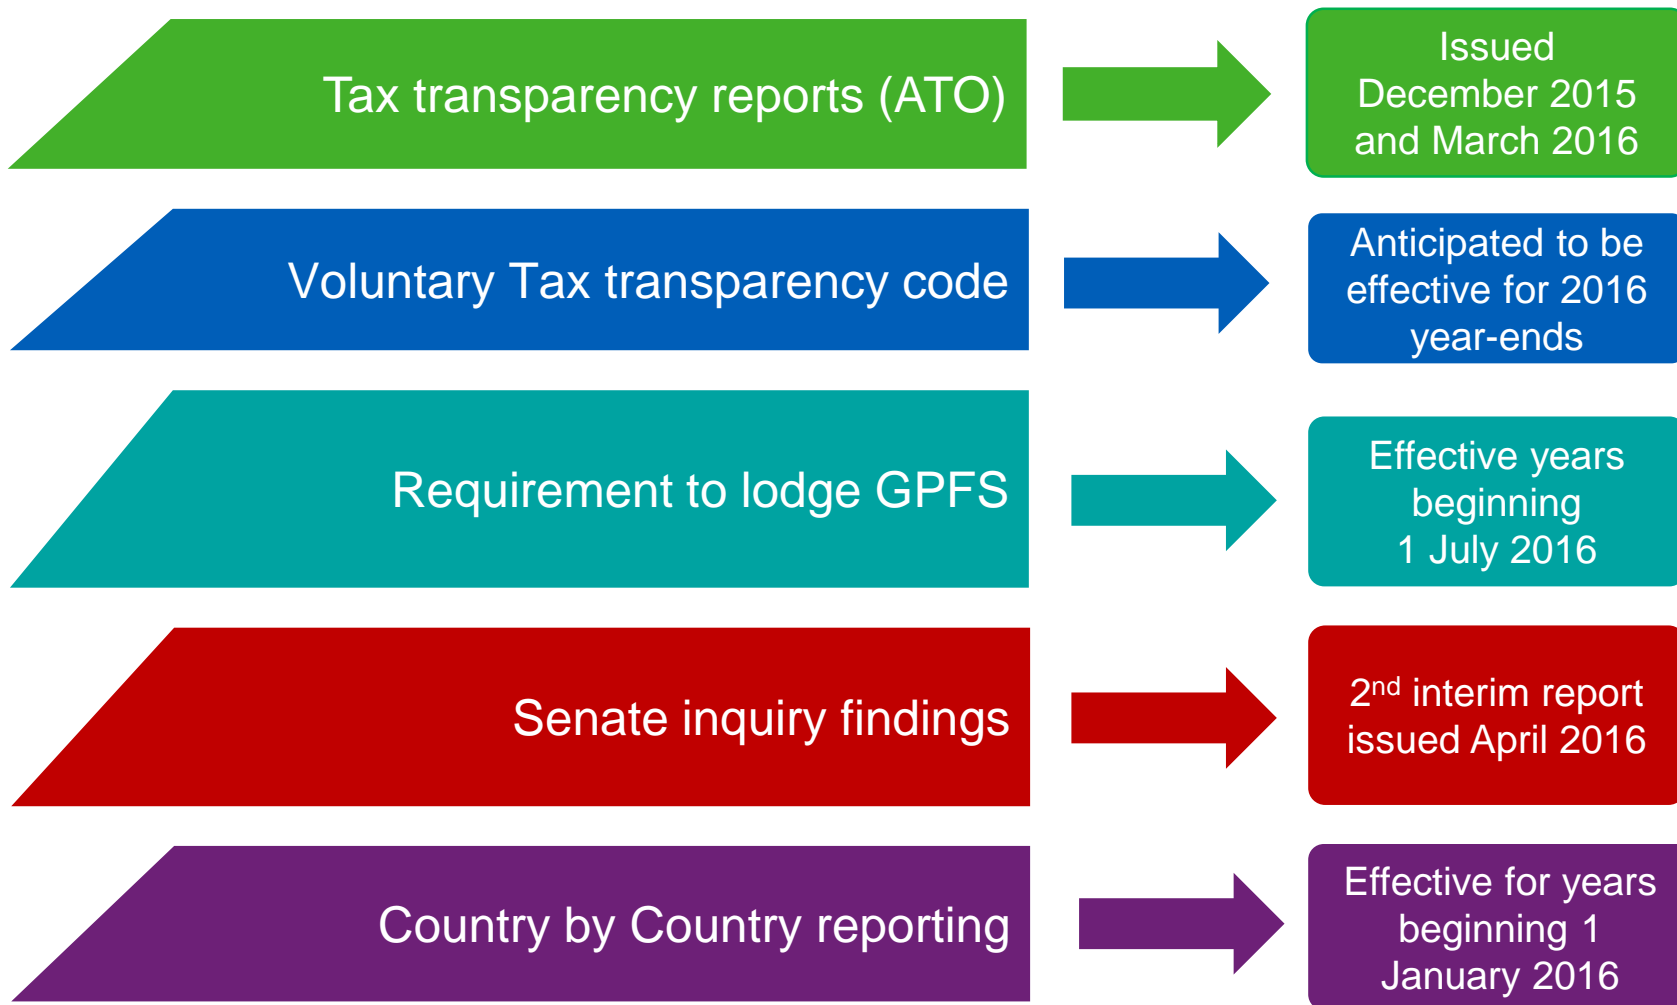 Tax transparency reports (ATO)
Issued
December 2015
and March 2016
Voluntary Tax transparency code
Anticipated to be
effective for 2016
year-ends
Requirement to lodge GPFS
Effective years
beginning
1 July 2016
Senate inquiry findings
2nd interim report
issued April 2016
Country by Country reporting
Effective for years
beginning 1
January 2016